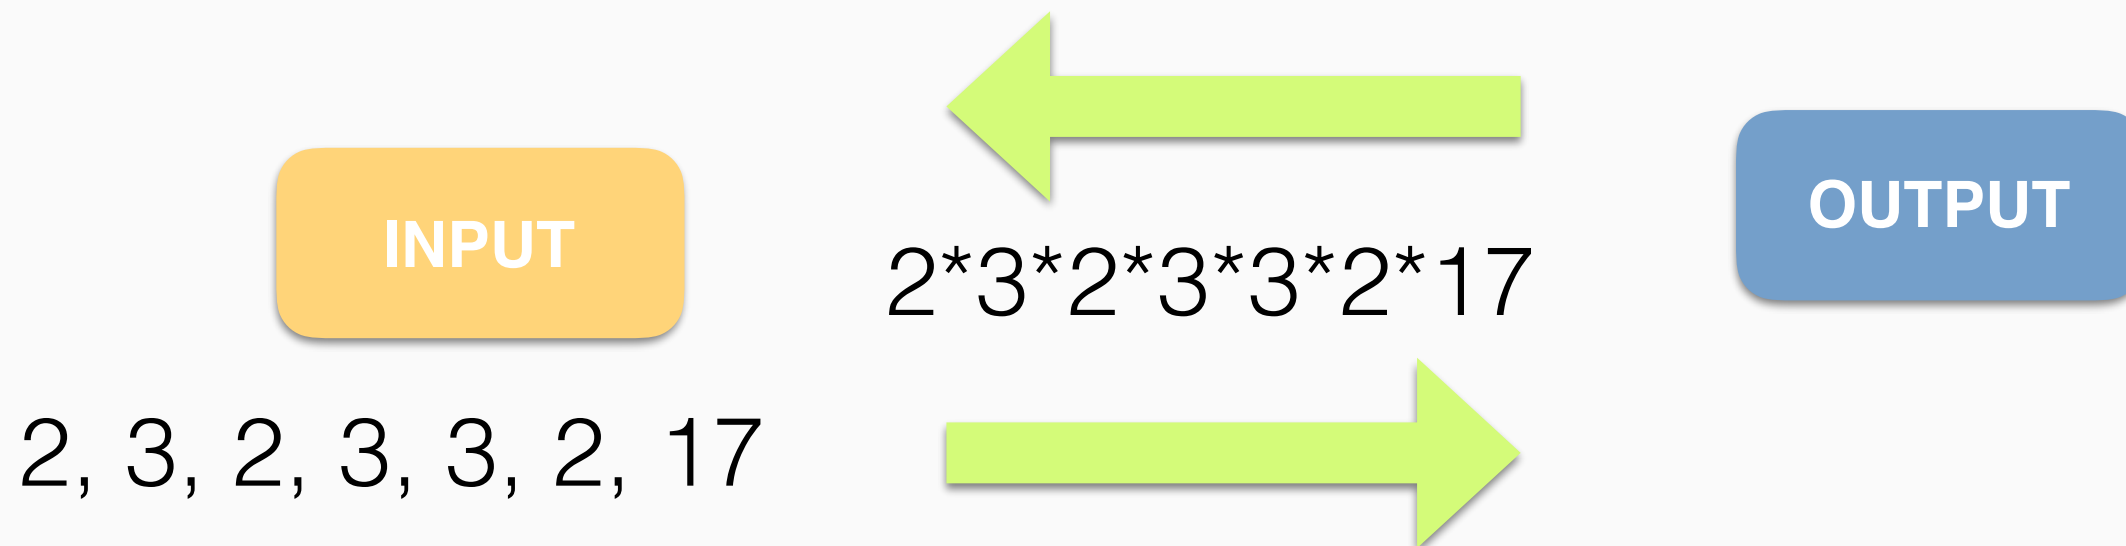 INPUT
OUTPUT
2*3*2*3*3*2*17
2, 3, 2, 3, 3, 2, 17